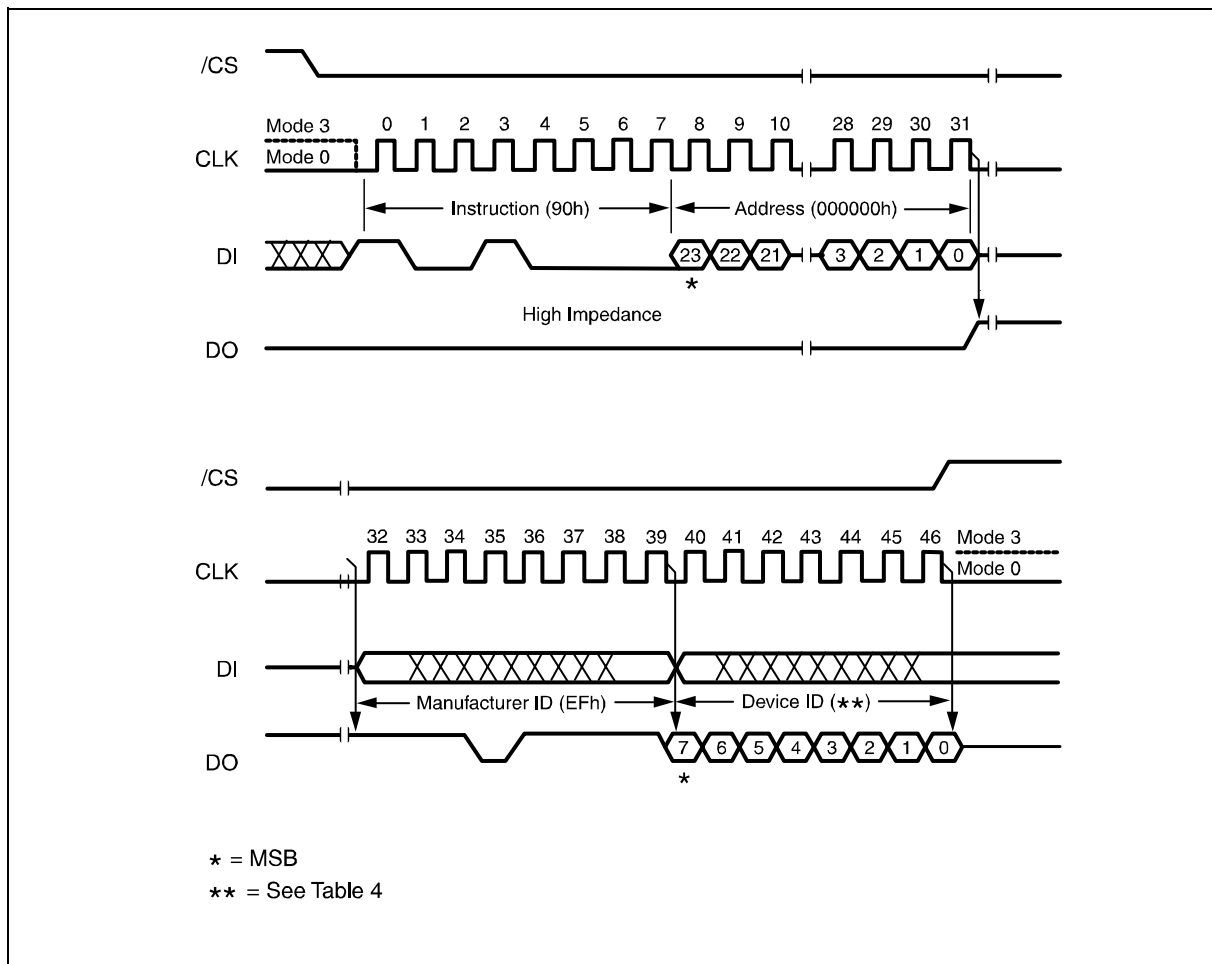 /CS
0 1 2 3 4 5 6 7 8 9 10 28 29 30 31
Mode 3
CLK
Mode 0
Instruction (90h) Address (000000h)
DI 23 22 21 3 2 1 0
*
High Impedance
DO
/CS
32 33 34 35 36 37 38 39 40 41 42 43 44 45 46
Mode 3
CLK
Mode 0
DI
Manufacturer ID (EFh) Device ID (**)
DO 7 6 5 4 3 2 1 0
*
* = MSB
** = See Table 4